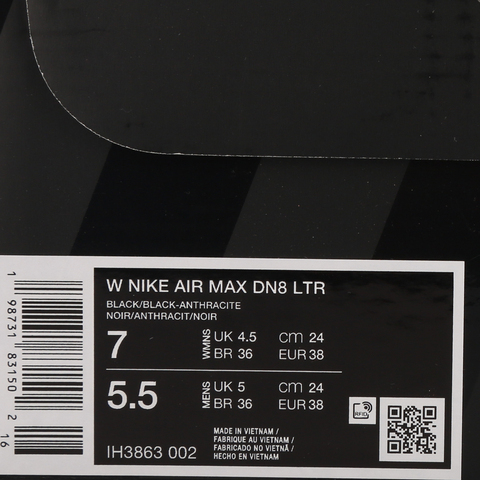 W NIKE AIR MAX DN8 LTR
BLACK/BLACK-ANTHRACITE
NOIR/ANTHRACIT/NOIR
7 WMNS UK 4.5 cm 24
BR 36 EUR 38
5.5 MENS UK 5 cm 24
BR 36 EUR 38
IH3863 002
MADE IN VIETNAM /
FABRIQUE AU VIETNAM /
FABRICADO NO VIETNÃ /
HECHO EN VIETNAM
RFID
1 98731 83150 2
16